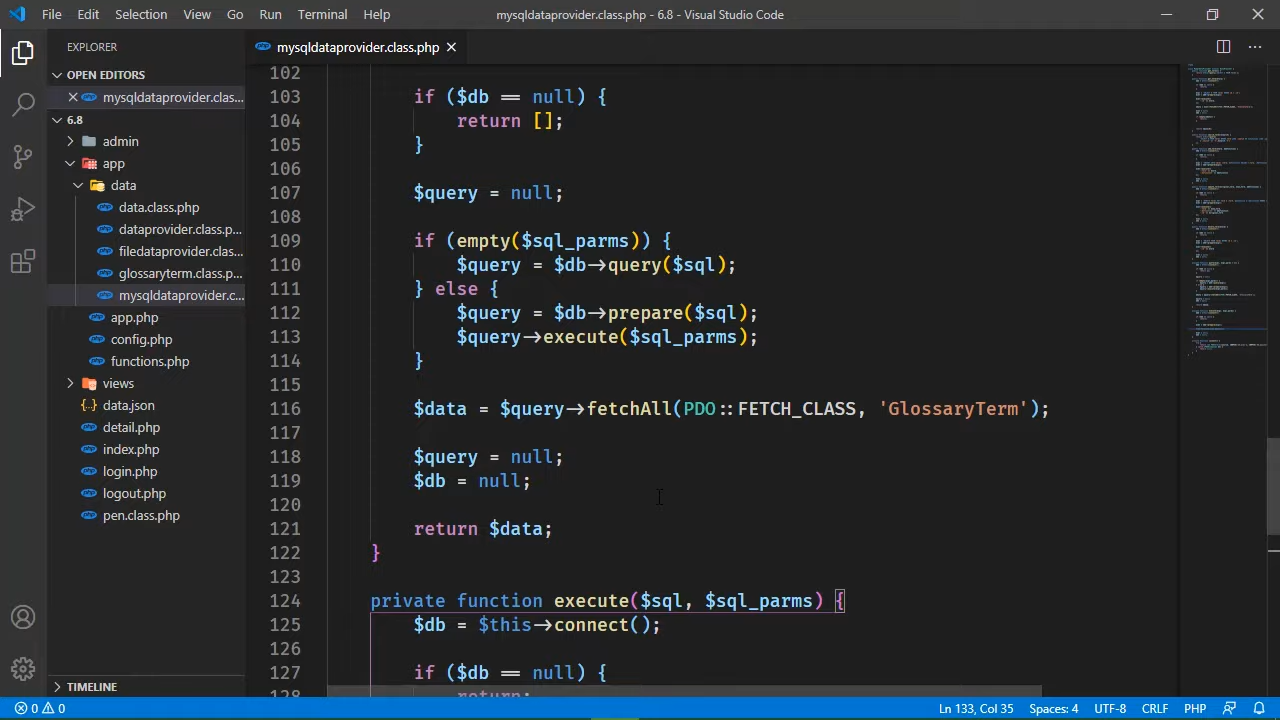 File Edit Selection View Go Run Terminal Help
mysqldataprovider.class.php - 6.8 - Visual Studio Code
EXPLORER
OPEN EDITORS
mysqldataprovider.clas...
6.8
admin
app
data
data.class.php
dataprovider.class.p...
filedataprovider.clas...
glossaryterm.class.p...
mysqldataprovider.c...
app.php
config.php
functions.php
views
data.json
detail.php
index.php
login.php
logout.php
pen.class.php
TIMELINE
mysqldataprovider.class.php
102
103 if ($db == null) {
104 return [];
105 }
106
107 $query = null;
108
109 if (empty($sql_parms)) {
110 $query = $db->query($sql);
111 } else {
112 $query = $db->prepare($sql);
113 $query->execute($sql_parms);
114 }
115
116 $data = $query->fetchAll(PDO::FETCH_CLASS, 'GlossaryTerm');
117
118 $query = null;
119 $db = null;
120
121 return $data;
122 }
123
124 private function execute($sql, $sql_parms) {
125 $db = $this->connect();
126
127 if ($db == null) {
128 return;
0 0 Ln 133, Col 35 Spaces: 4 UTF-8 CRLF PHP